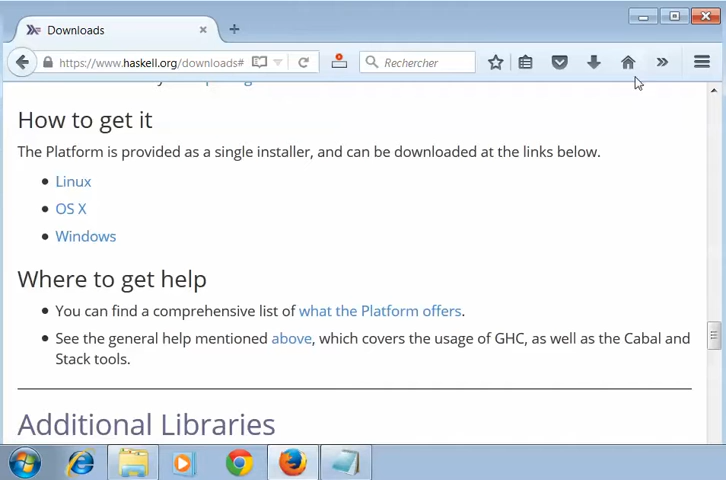 Downloads
https://www.haskell.org/downloads#
Rechercher
How to get it
The Platform is provided as a single installer, and can be downloaded at the links below.
Linux
OS X
Windows
Where to get help
You can find a comprehensive list of what the Platform offers.
See the general help mentioned above, which covers the usage of GHC, as well as the Cabal and
Stack tools.
Additional Libraries